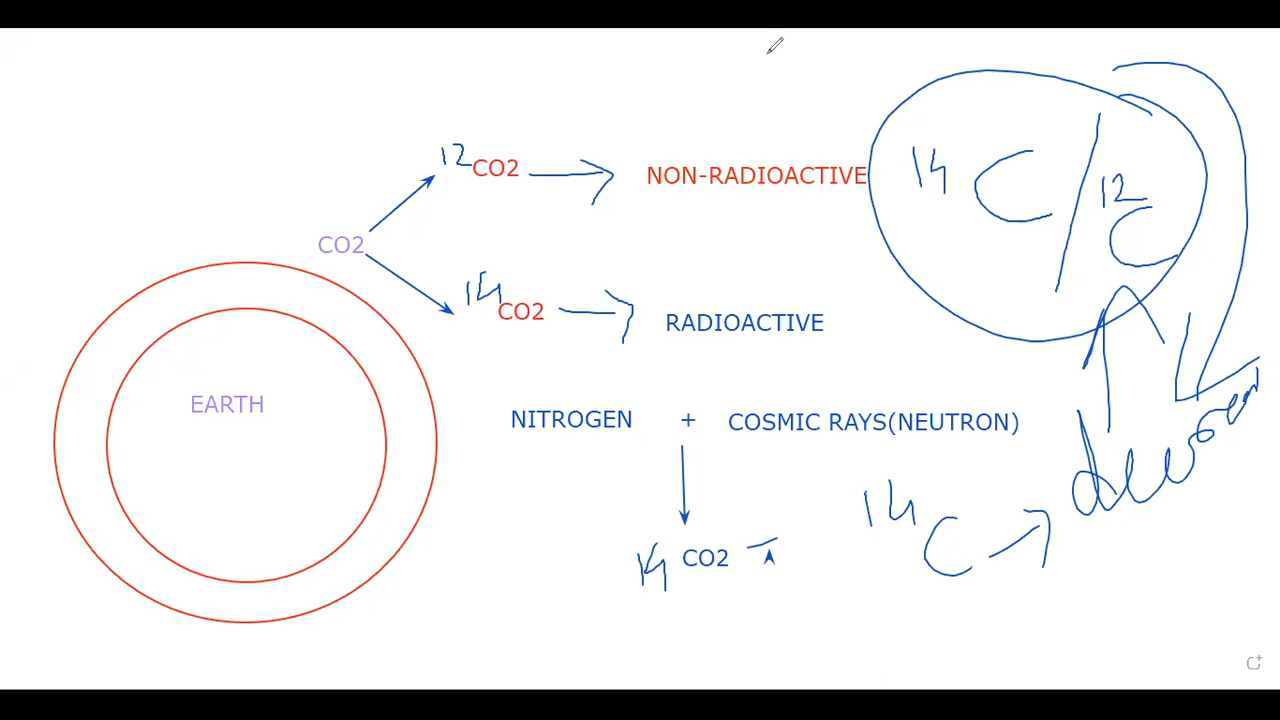 12CO2 NON-RADIOACTIVE
14C/12C
CO2
14CO2 RADIOACTIVE
EARTH
NITROGEN + COSMIC RAYS(NEUTRON)
14C
14CO2